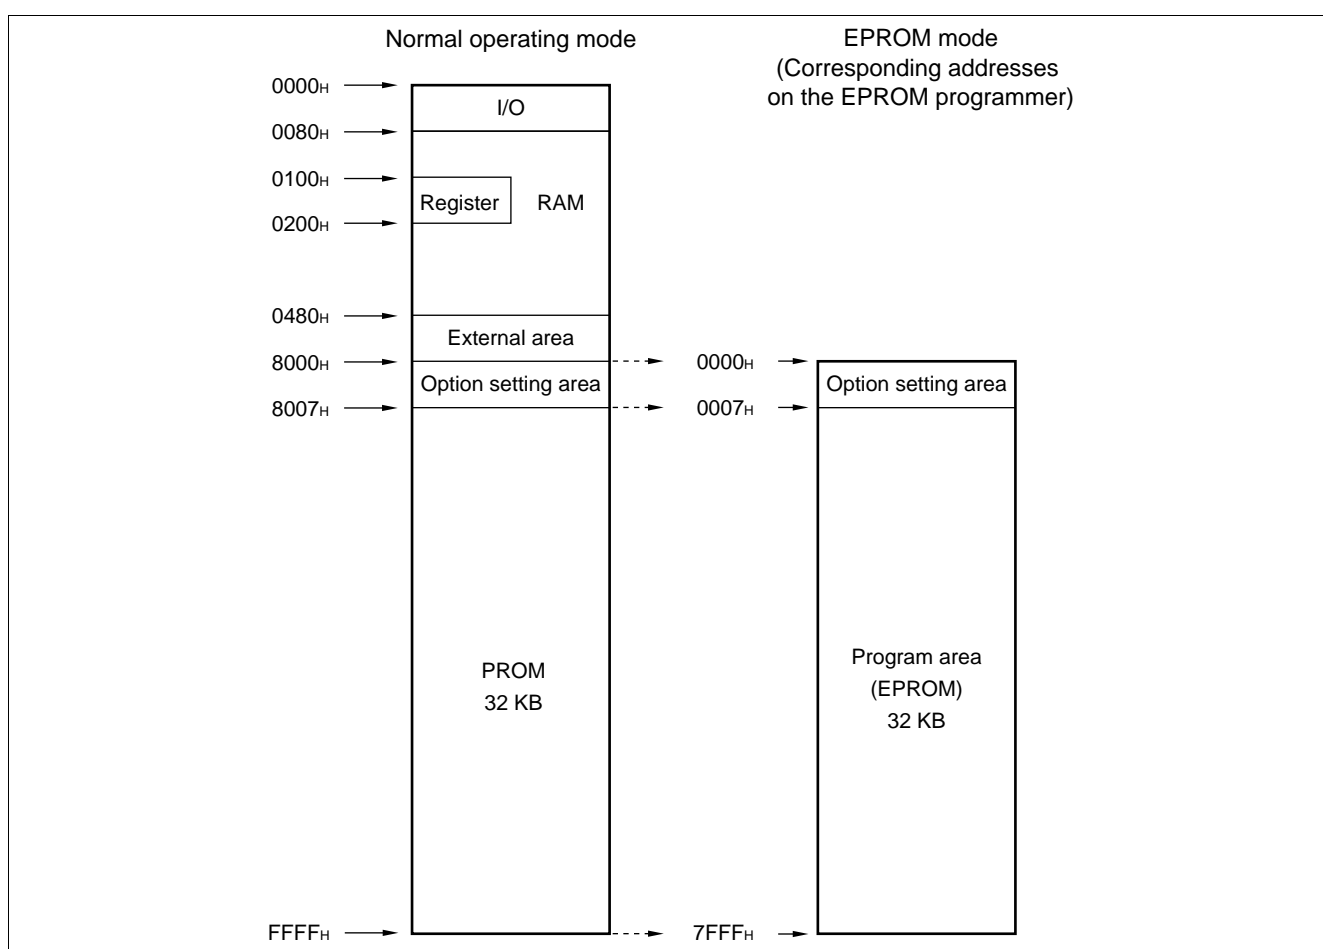 Normal operating mode
EPROM mode
(Corresponding addresses
on the EPROM programmer)
0000H
I/O
0080H
0100H
Register
RAM
0200H
0480H
External area
8000H
0000H
Option setting area
Option setting area
8007H
0007H
PROM
32 KB
Program area
(EPROM)
32 KB
FFFFH
7FFFH